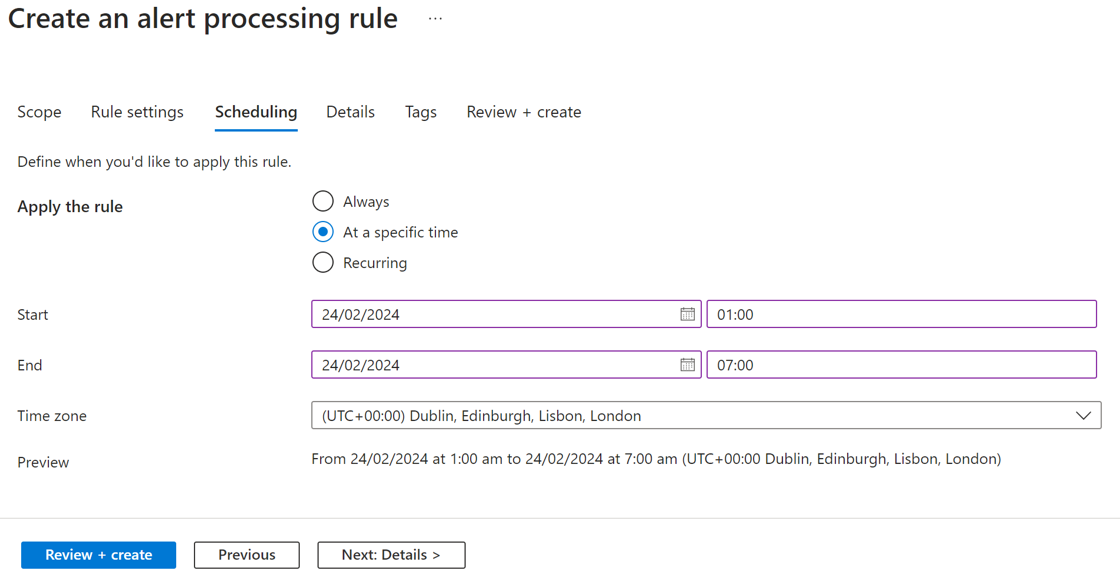 Create an alert processing rule ...
Scope Rule settings Scheduling Details Tags Review + create
Define when you'd like to apply this rule.
Apply the rule
Always
At a specific time
Recurring
Start 24/02/2024 01:00
End 24/02/2024 07:00
Time zone (UTC+00:00) Dublin, Edinburgh, Lisbon, London
Preview From 24/02/2024 at 1:00 am to 24/02/2024 at 7:00 am (UTC+00:00 Dublin, Edinburgh, Lisbon, London)
Review + create Previous Next: Details >